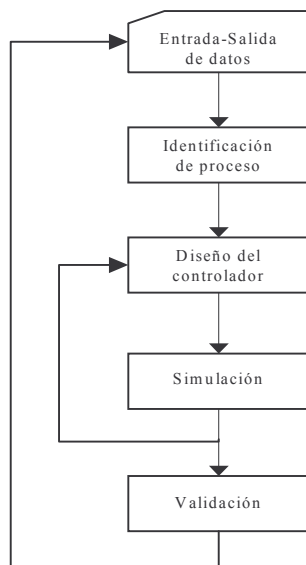 Entrada-Salida
de datos
Identificación
de proceso
Diseño del
controlador
Simulación
Validación